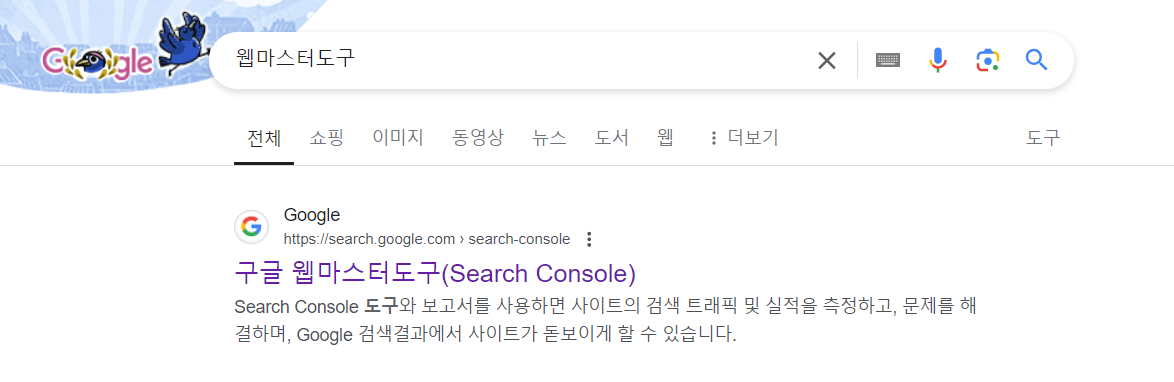 Google
웹마스터도구
전체 쇼핑 이미지 동영상 뉴스 도서 웹 더보기 도구
Google
https://search.google.com › search-console
구글 웹마스터도구(Search Console)
Search Console 도구와 보고서를 사용하면 사이트의 검색 트래픽 및 실적을 측정하고, 문제를 해
결하며, Google 검색결과에서 사이트가 돋보이게 할 수 있습니다.